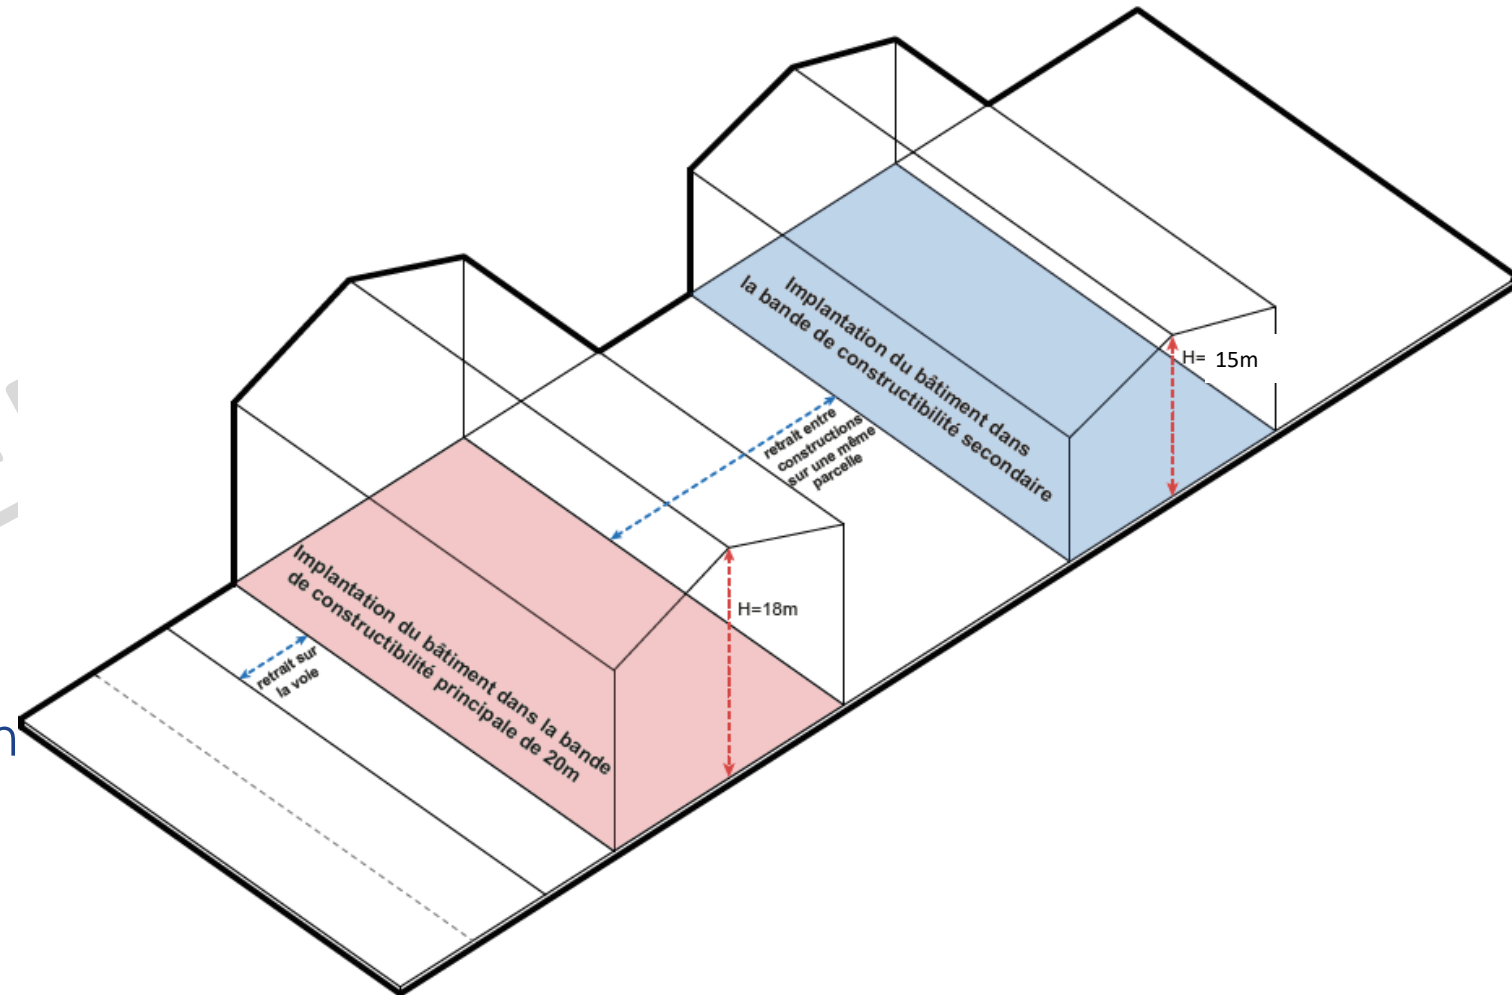 Implantation du bâtiment dans
la bande de constructibilité secondaire
H= 15m
retrait entre
constructions
sur une même
parcelle
H=18m
Implantation du bâtiment dans la bande
de constructibilité principale de 20m
retrait sur
la voie
n